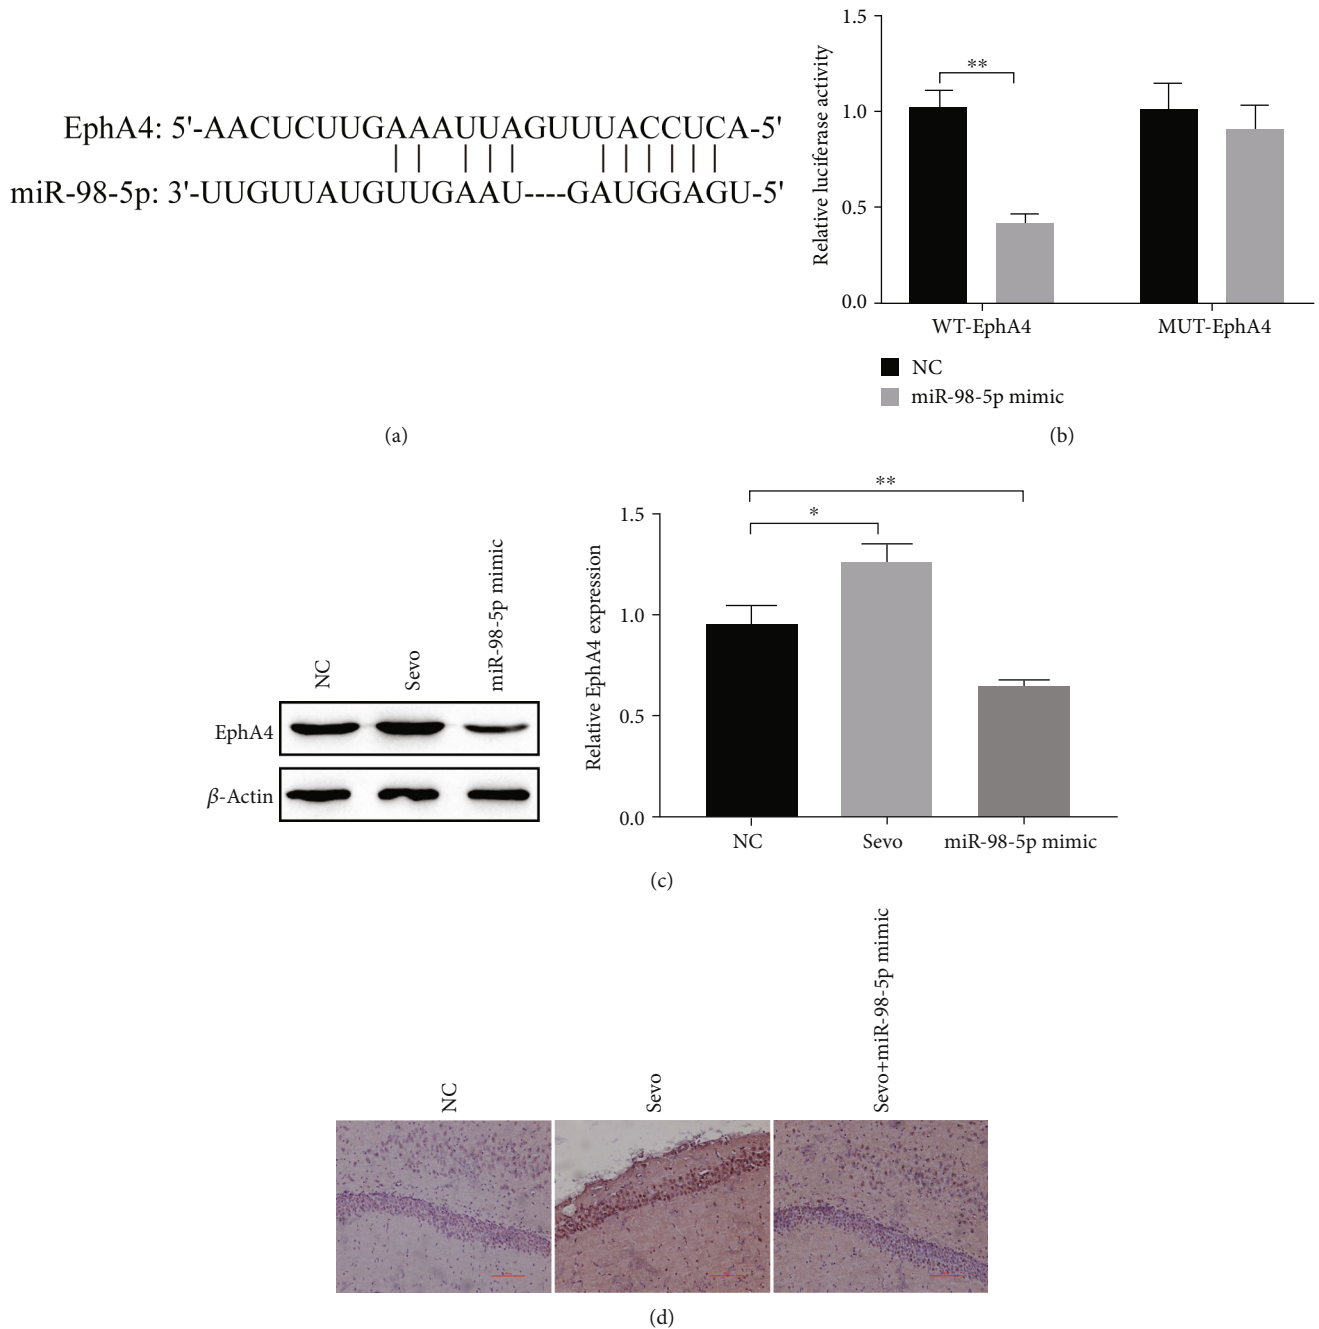 EphA4: 5'-AACUCUUGAAAUUAGUUUACCUCA-5'
miR-98-5p: 3'-UUGUUAUGUUGAAU----GAUGGAGU-5'
(a)
Relative luciferase activity
1.5
1.0
0.5
0.0
**
WT-EphA4
MUT-EphA4
NC
miR-98-5p mimic
(b)
NC
Sevo
miR-98-5p mimic
EphA4
β-Actin
Relative EphA4 expression
1.5
1.0
0.5
0.0
**
*
NC
Sevo
miR-98-5p mimic
(c)
NC
Sevo
Sevo+miR-98-5p mimic
(d)